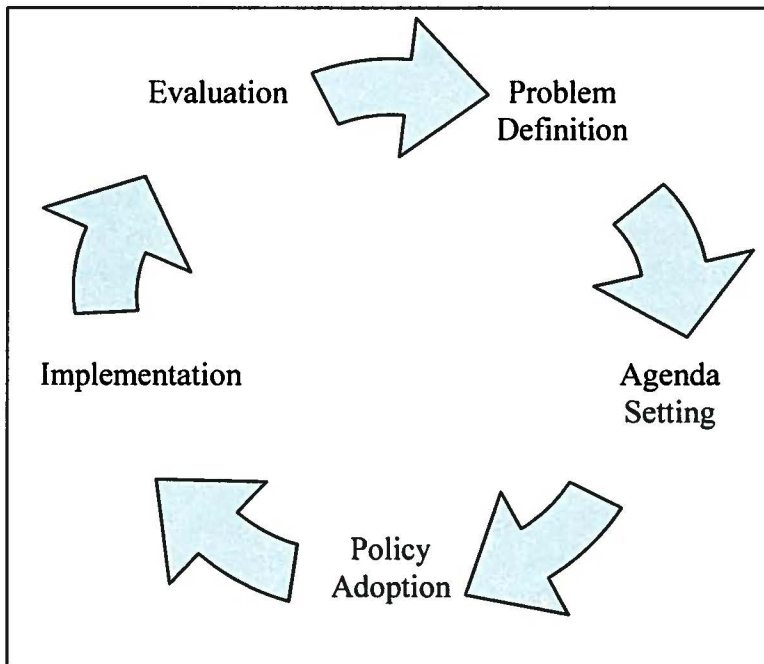 Evaluation
Problem
Definition
Implementation
Agenda
Setting
Policy
Adoption